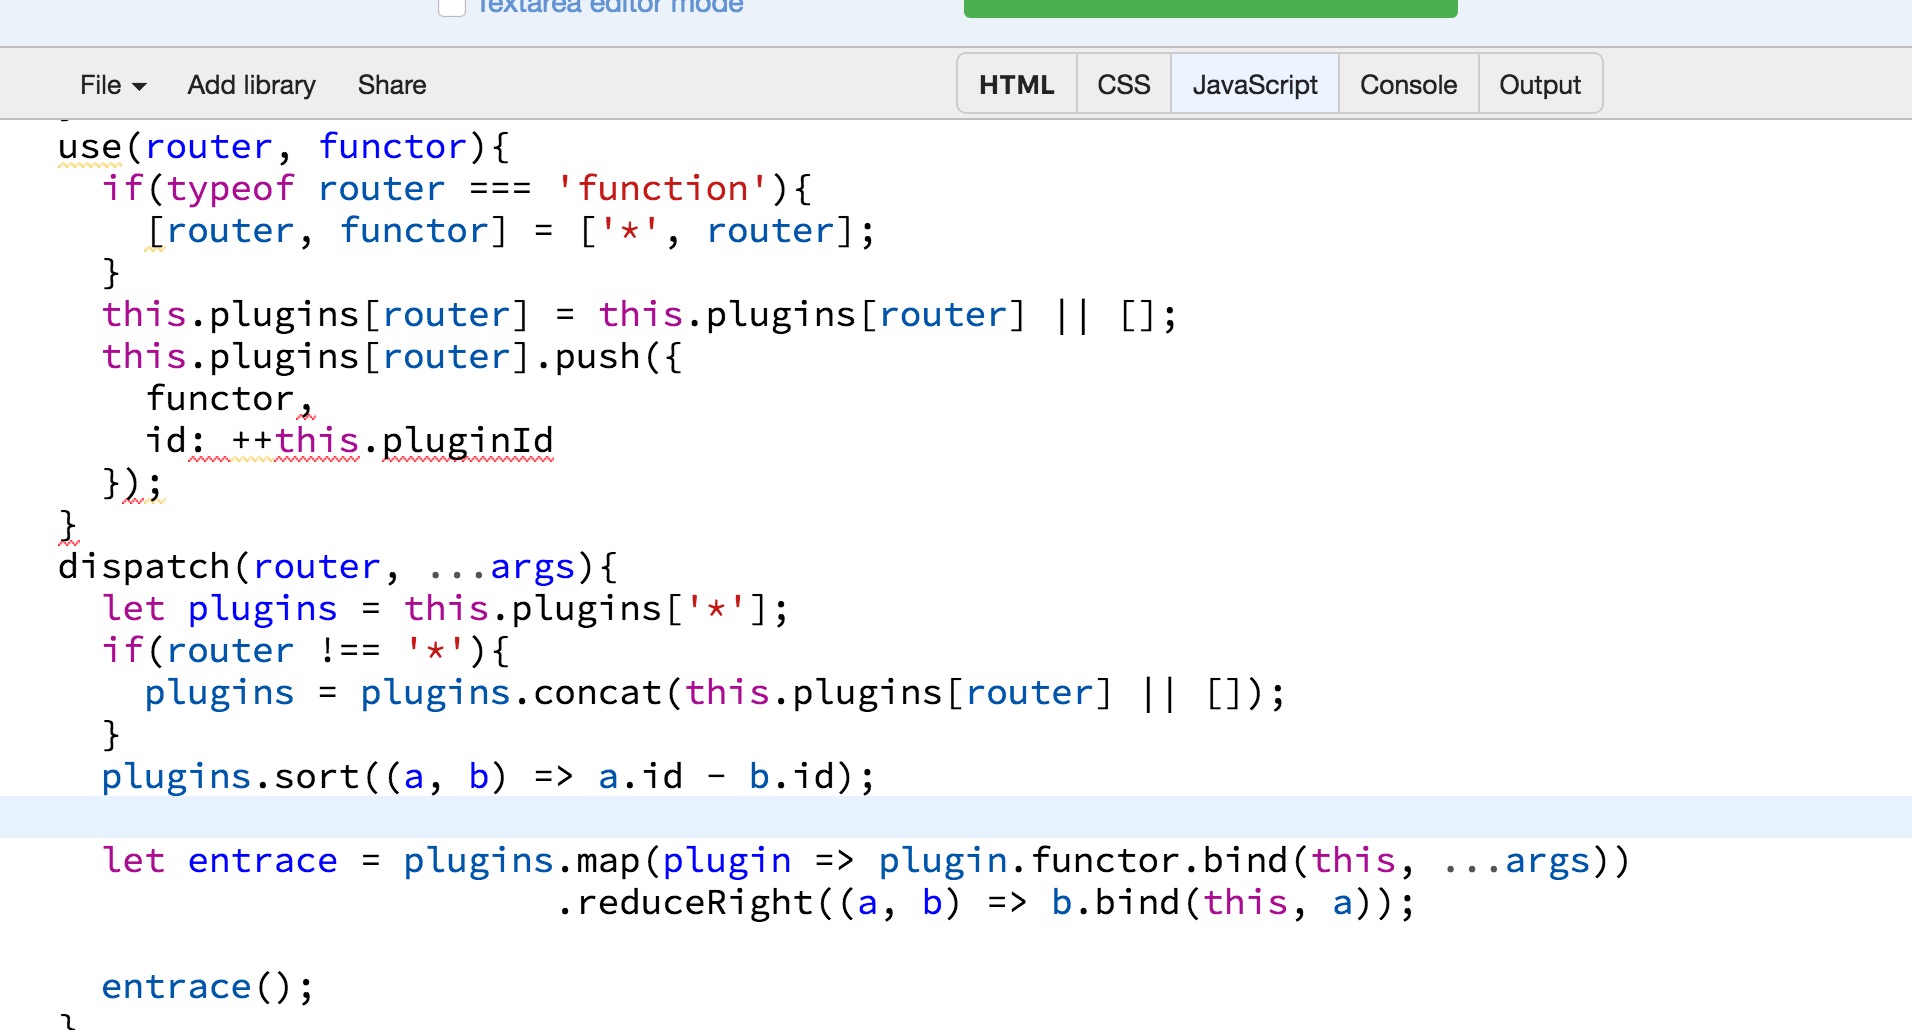 Textarea editor mode
File Add library Share HTML CSS JavaScript Console Output
use(router, functor){
if(typeof router === 'function'){
[router, functor] = ['*', router];
}
this.plugins[router] = this.plugins[router] || [];
this.plugins[router].push({
functor,
id: ++this.pluginId
});
}
dispatch(router, ...args){
let plugins = this.plugins['*'];
if(router !== '*'){
plugins = plugins.concat(this.plugins[router] || []);
}
plugins.sort((a, b) => a.id - b.id);
let entrace = plugins.map(plugin => plugin.functor.bind(this, ...args))
.reduceRight((a, b) => b.bind(this, a));
entrace();
}